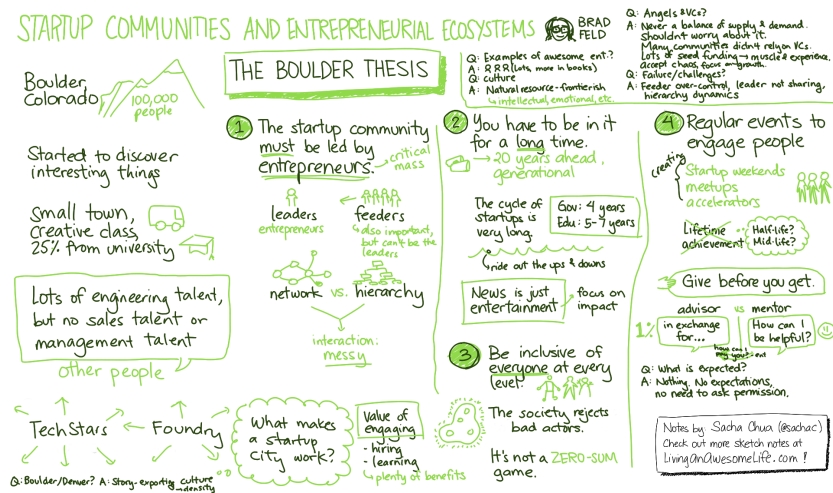 STARTUP COMMUNITIES AND ENTREPRENEURIAL ECOSYSTEMS
BRAD
FELD
Boulder,
Colorado
100,000
people
Started to discover
interesting things
Small town,
creative class,
25% from university
Lots of engineering talent,
but no sales talent or
management talent
other people
TechStars
Foundry
Q: Boulder/Denver? A: Story-exporting culture
→density
THE BOULDER THESIS
1 The startup community
must be led by
entrepreneurs.
critical
mass
leaders
entrepreneurs
feeders
also important,
but can't be the
leaders
network vs. hierarchy
interaction:
messy
What makes
a startup
city work?
Value of
engaging
- hiring
- learning
plenty of benefits
Q: Examples of awesome ent.?
A: RRR (Lots, more in books)
Q: culture
A: Natural resource-frontierish
intellectual, emotional, etc.
2 You have to be in it
for a long time.
→ 20 years ahead,
generational
The cycle of
startups is
very long.
Gov: 4 years
Edu: 5-7 years
ride out the ups & downs
News is just
entertainment
focus on
impact
3 Be inclusive of
everyone at every
level.
The society rejects
bad actors.
It's not a ZERO-SUM
game.
Q: Angels & VCs?
A: Never a balance of supply & demand.
Shouldn't worry about it.
Many communities didn't rely on VCs.
Lots of seed funding → muscle & experience.
accept chaos, focus on growth.
Q: Failure/challenges?
A: Feeder over-control, leader not sharing,
hierarchy dynamics
4 Regular events to
engage people
creating
Startup weekends
meetups
accelerators
Lifetime
achievement
Half-life?
Mid-life?
Give before you get.
advisor vs mentor
1%
in exchange
for...
How can I
be helpful?
how can I
pay you?
Q: What is expected?
A: Nothing. No expectations,
no need to ask permission.
Notes by: Sacha Chua (@sachac)
Check out more sketch notes at
LivingAnAwesomeLife.com !